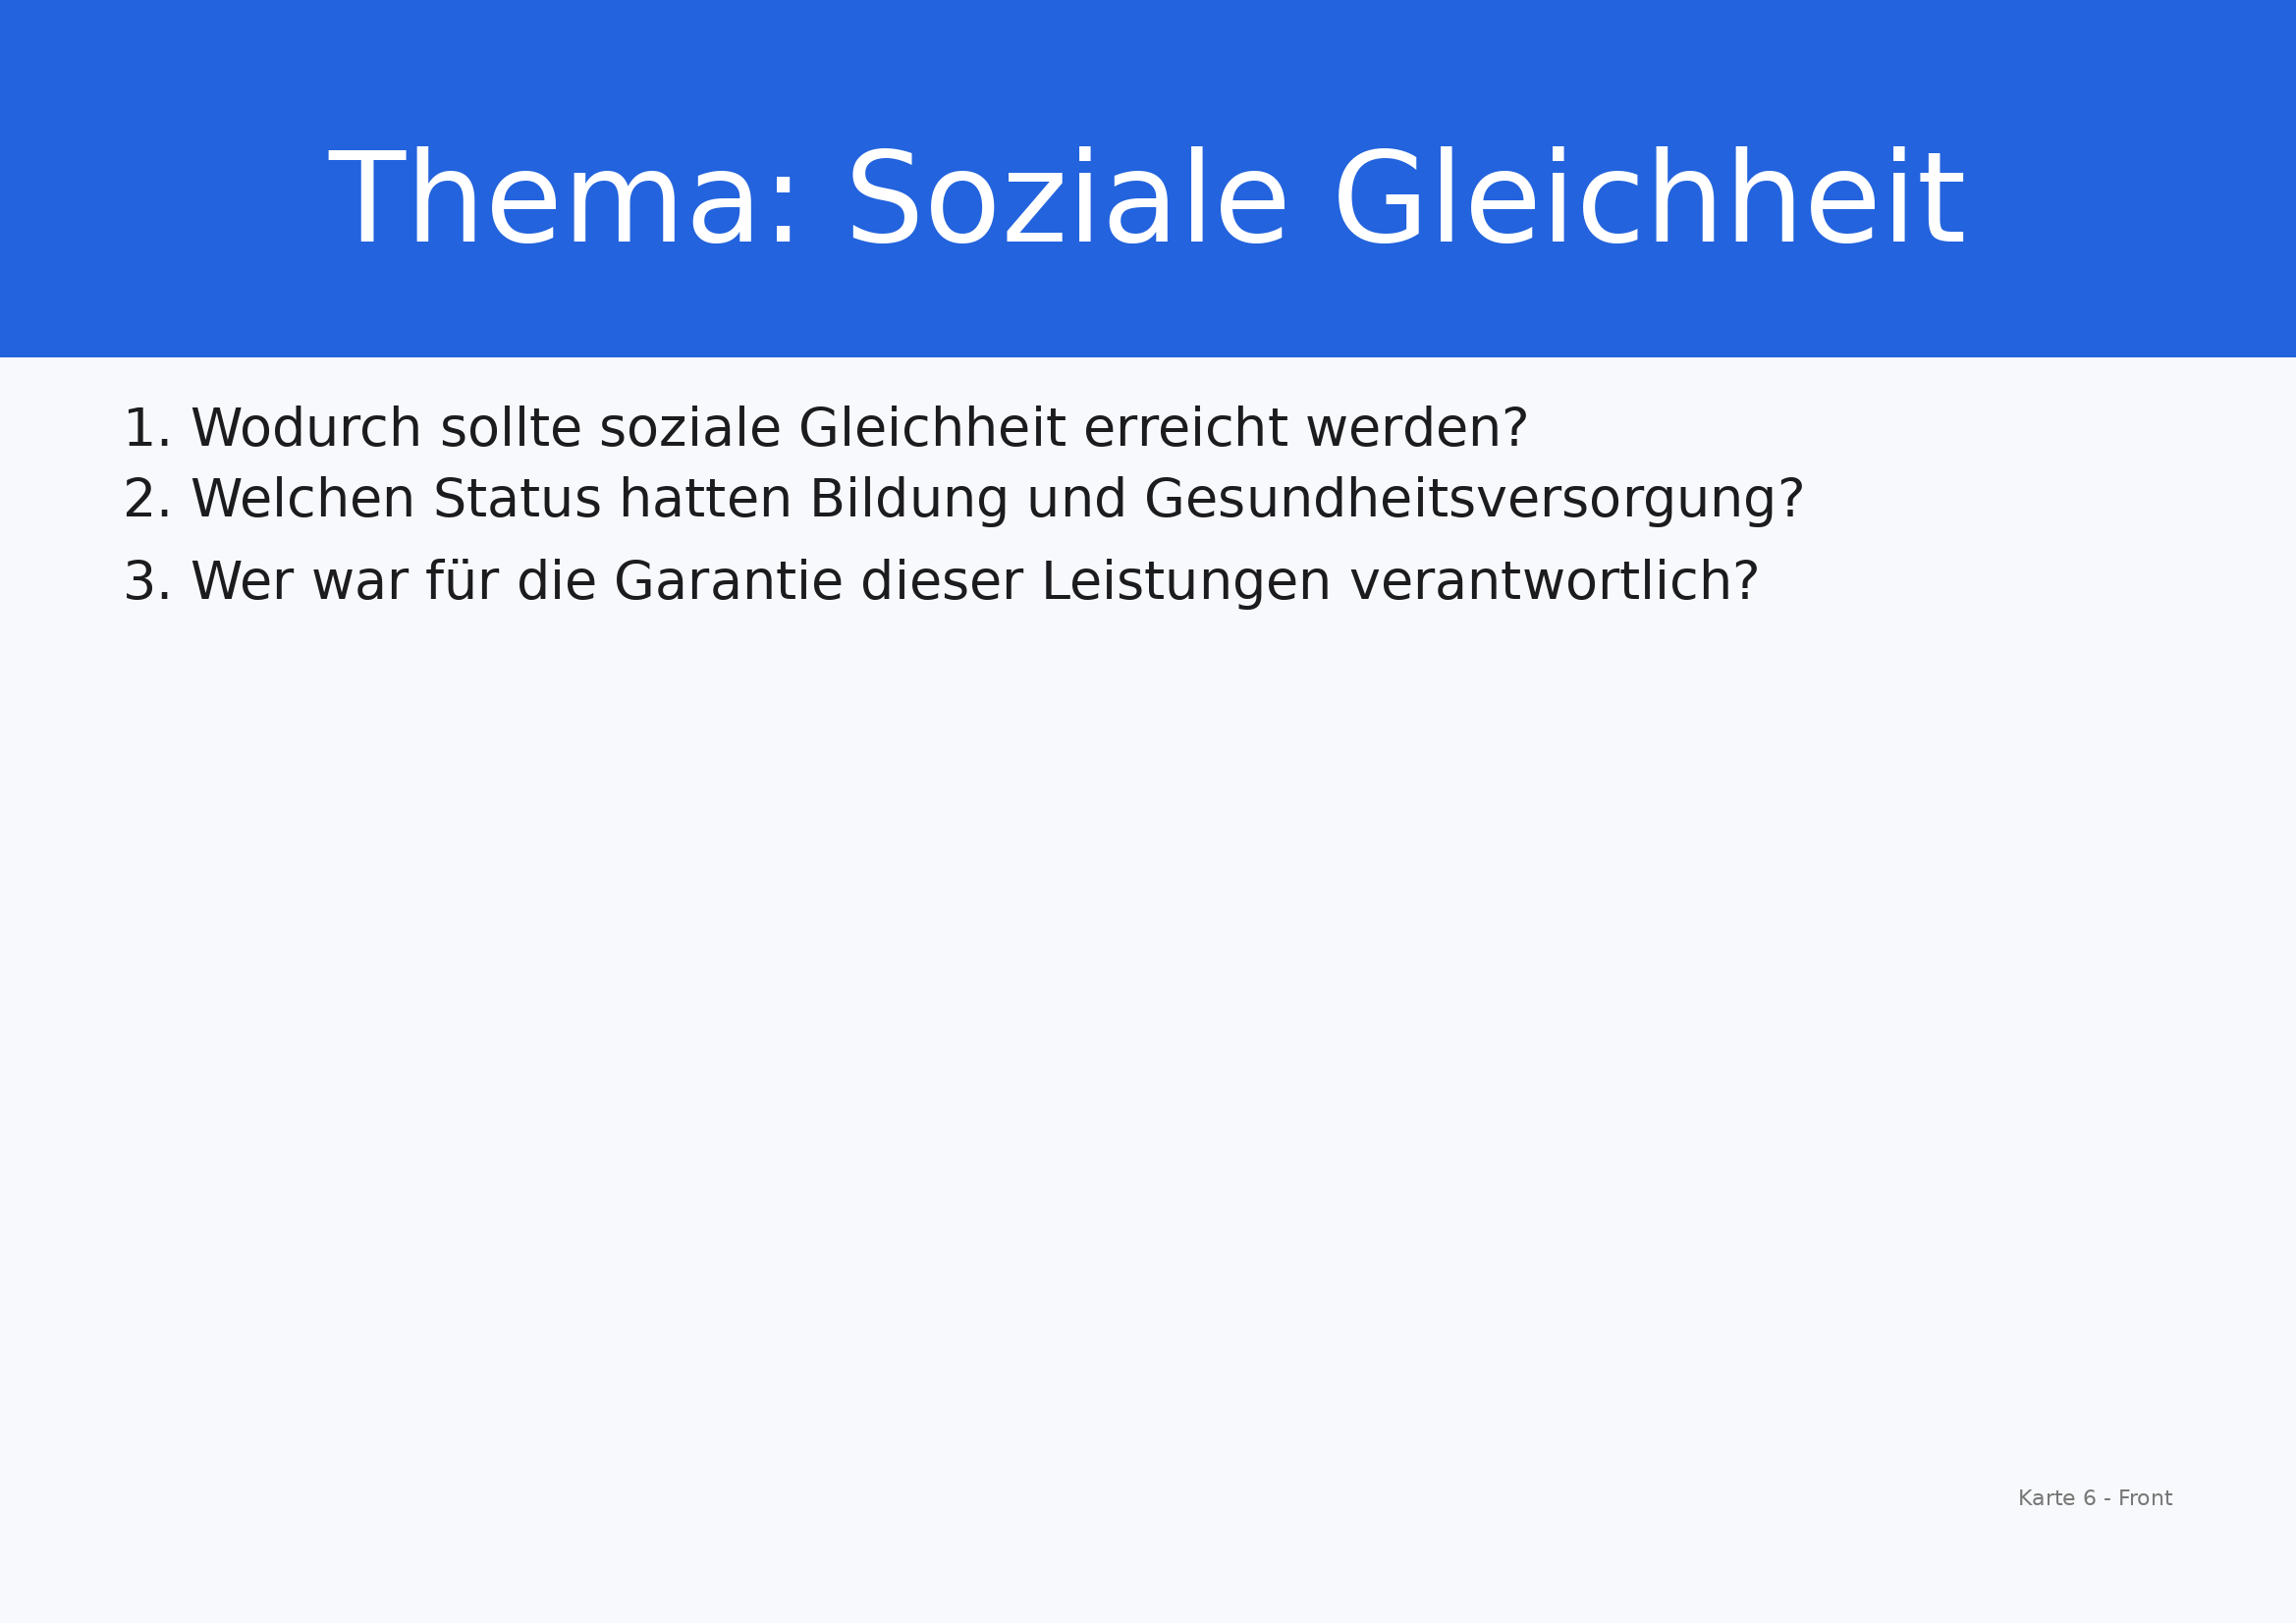 Thema: Soziale Gleichheit
1. Wodurch sollte soziale Gleichheit erreicht werden?
2. Welchen Status hatten Bildung und Gesundheitsversorgung?
3. Wer war für die Garantie dieser Leistungen verantwortlich?
Karte 6 - Front